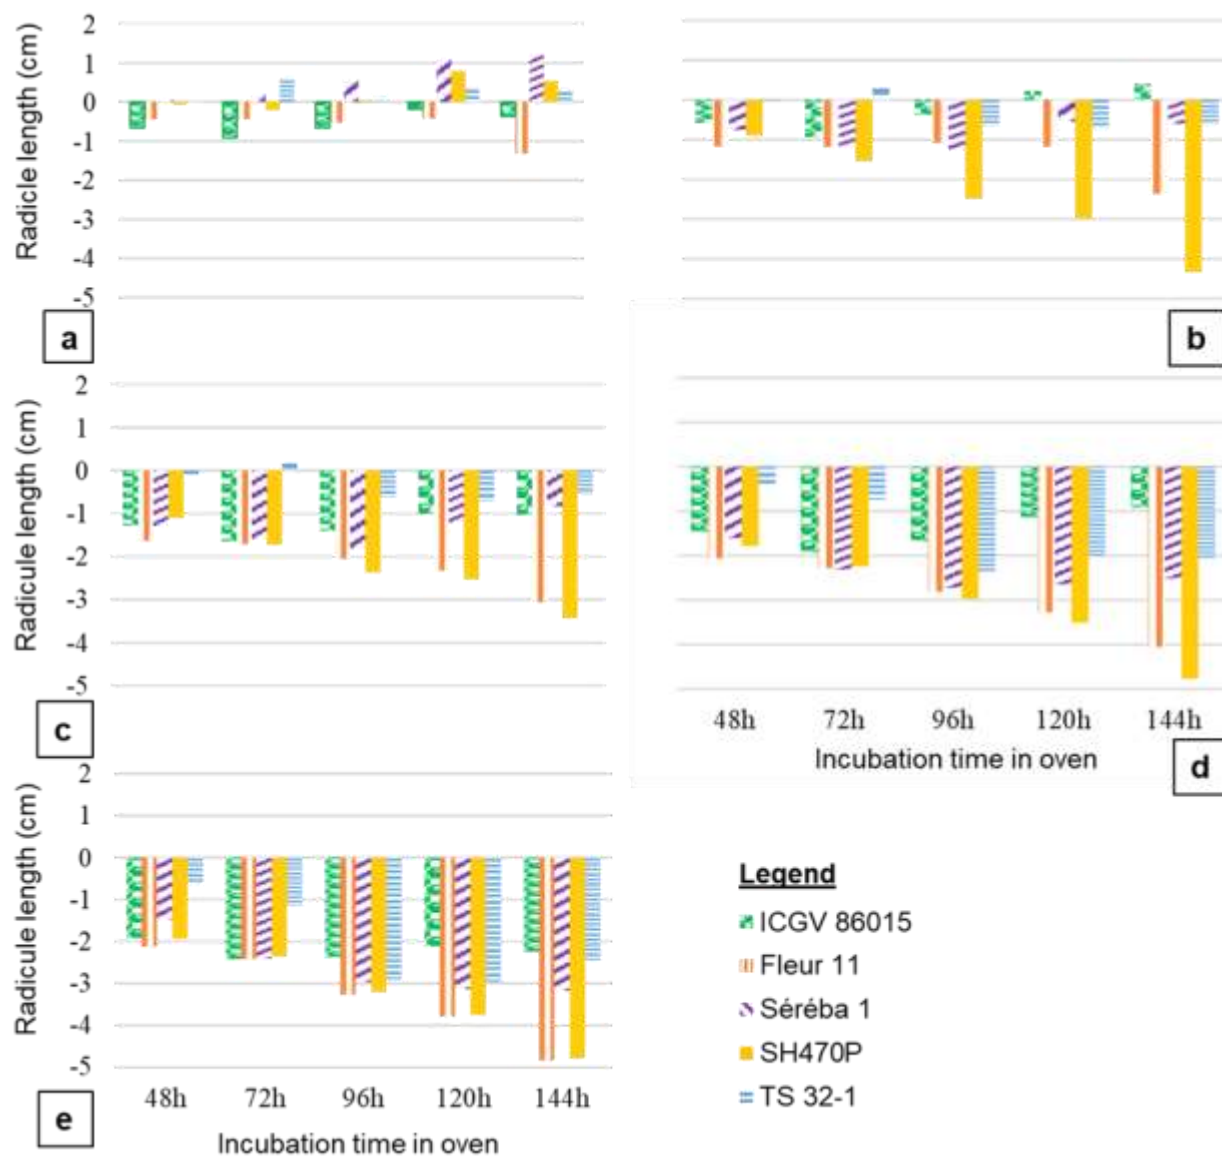 Radicle length (cm)
2
1
0
-1
-2
-3
-4
-5
a
b
Radicule length (cm)
2
1
0
-1
-2
-3
-4
-5
c
48h 72h 96h 120h 144h
Incubation time in oven
d
Radicule length (cm)
2
1
0
-1
-2
-3
-4
-5
48h 72h 96h 120h 144h
Incubation time in oven
e
Legend
ICGV 86015
Fleur 11
Séréba 1
SH470P
TS 32-1